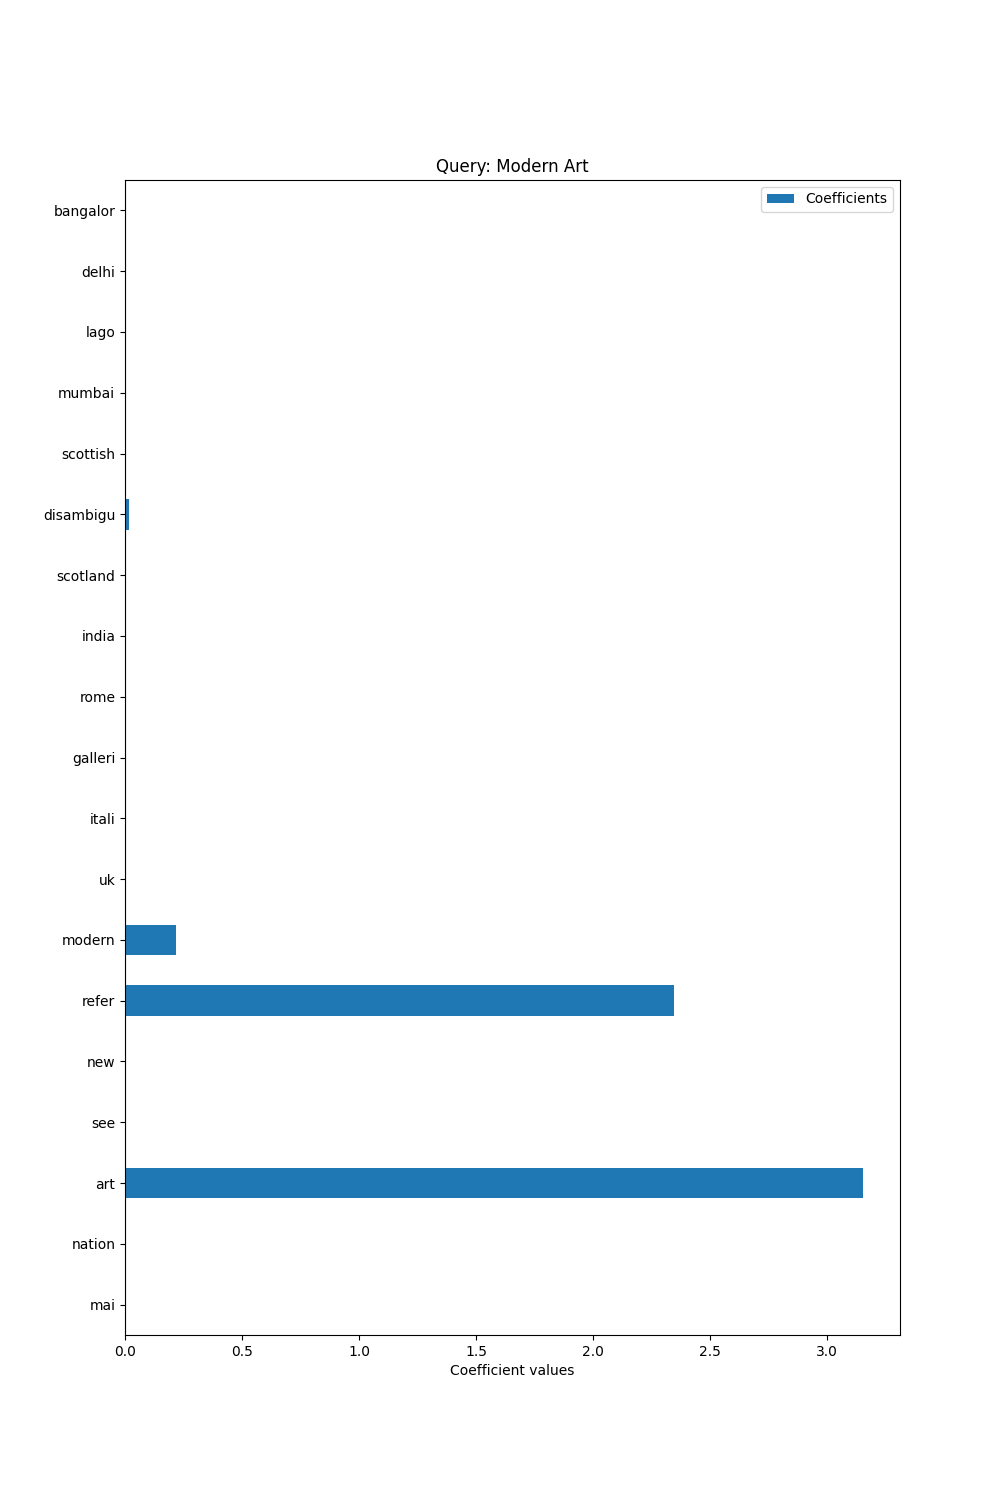 Query: Modern Art
Coefficients
bangalor
delhi
lago
mumbai
scottish
disambigu
scotland
india
rome
galleri
itali
uk
modern
refer
new
see
art
nation
mai
0.0 0.5 1.0 1.5 2.0 2.5 3.0
Coefficient values